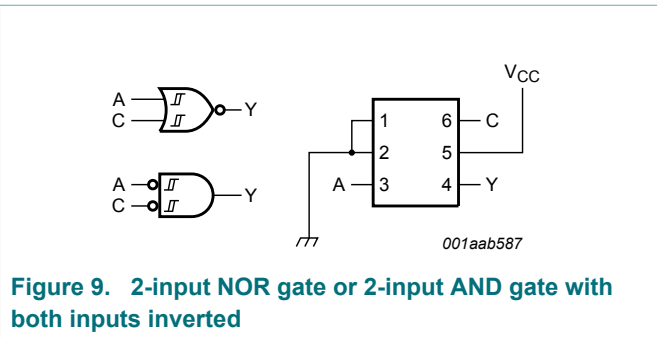 A
C
Y
A
C
Y
V_CC
1 6 C
2 5
A 3 4 Y
001aab587
Figure 9. 2-input NOR gate or 2-input AND gate with
both inputs inverted